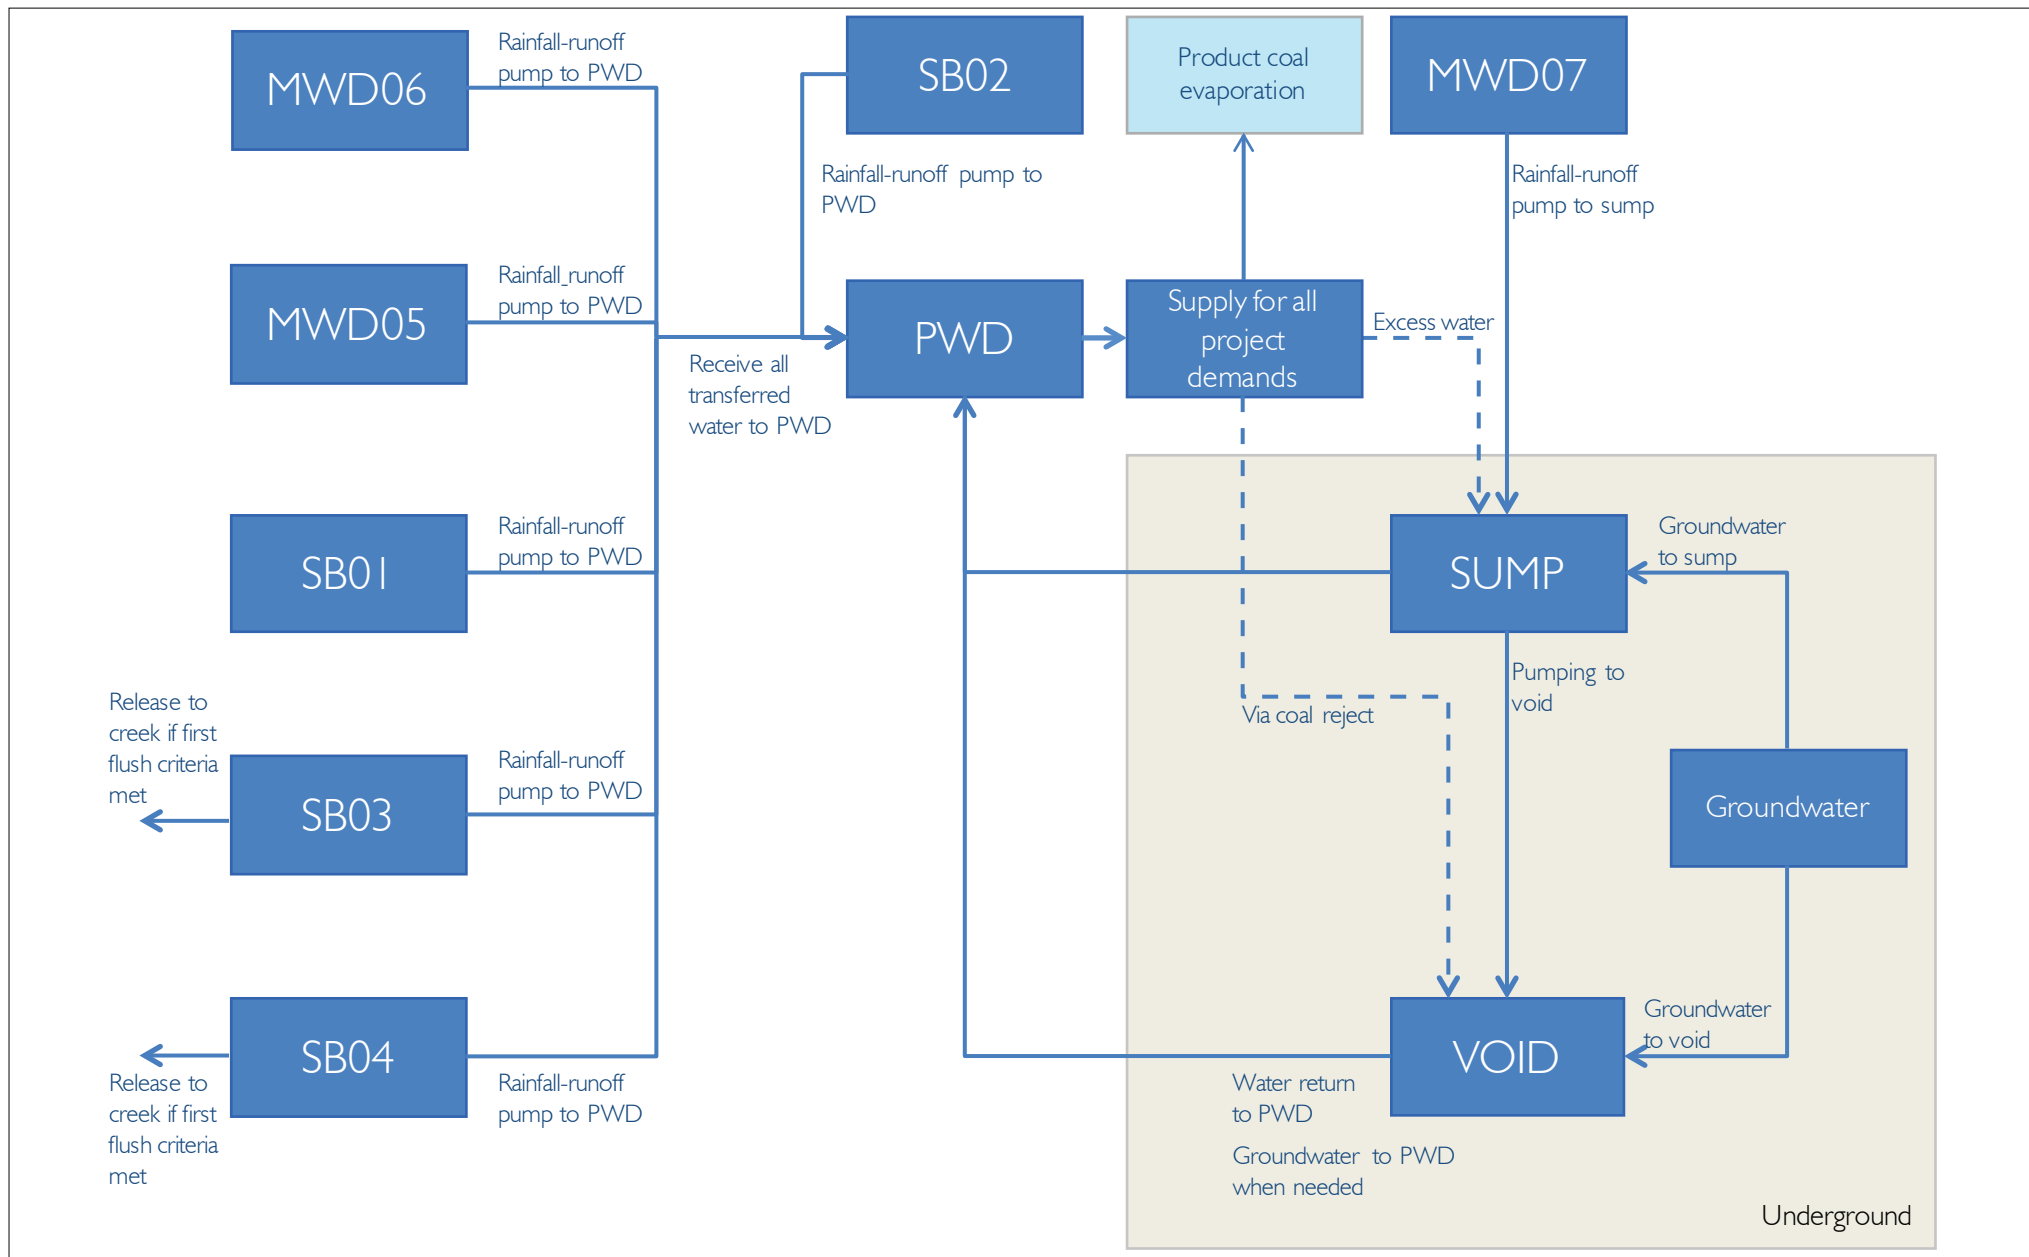 MWD06
Rainfall-runoff
pump to PWD
SB02
Product coal
evaporation
MWD07
Rainfall-runoff pump to
PWD
Rainfall-runoff
pump to sump
MWD05
Rainfall_runoff
pump to PWD
Receive all
transferred
water to PWD
PWD
Supply for all
project
demands
Excess water
SB01
Rainfall-runoff
pump to PWD
SUMP
Groundwater
to sump
Pumping to
void
Via coal reject
Release to
creek if first
flush criteria
met
SB03
Rainfall-runoff
pump to PWD
Groundwater
Release to
creek if first
flush criteria
met
SB04
Rainfall-runoff
pump to PWD
VOID
Groundwater
to void
Water return
to PWD
Groundwater to PWD
when needed
Underground